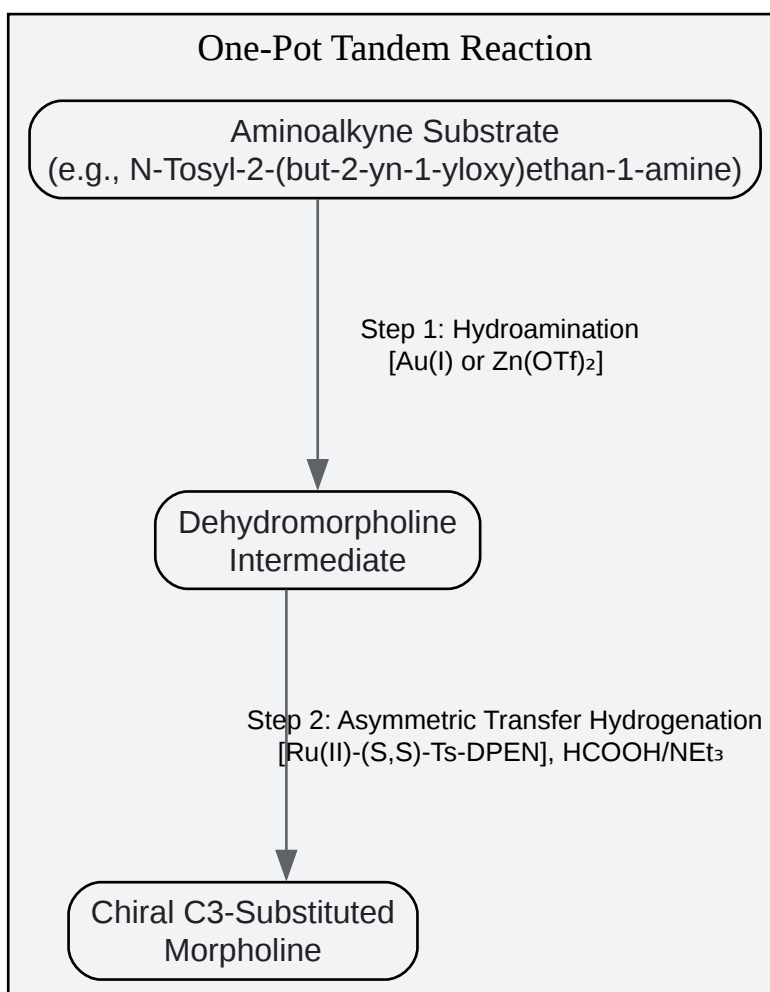 One-Pot Tandem Reaction
Aminoalkyne Substrate
(e.g., N-Tosyl-2-(but-2-yn-1-yloxy)ethan-1-amine)
Step 1: Hydroamination
[Au(I) or Zn(OTf)₂]
Dehydromorpholine
Intermediate
Step 2: Asymmetric Transfer Hydrogenation
[Ru(II)-(S,S)-Ts-DPEN], HCOOH/NEt₃
Chiral C3-Substituted
Morpholine